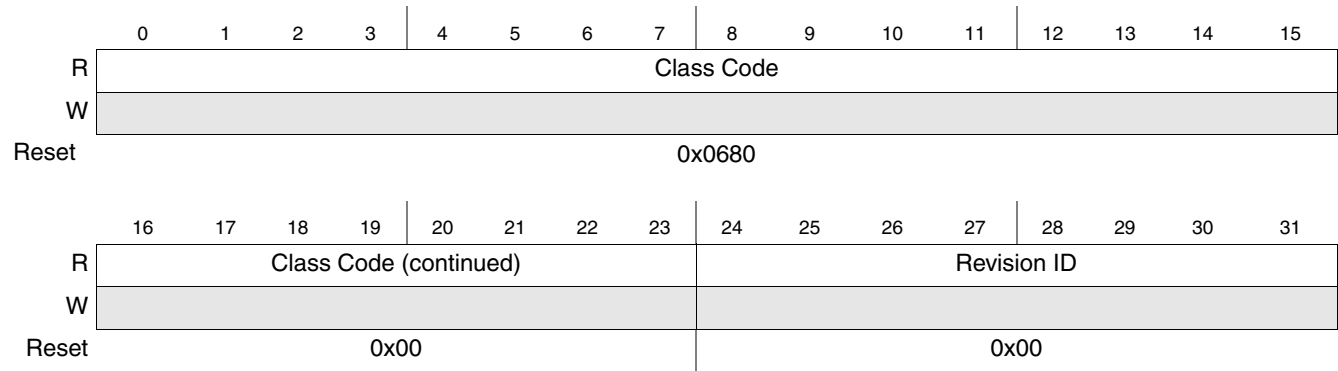 0 1 2 3 4 5 6 7 8 9 10 11 12 13 14 15
R Class Code
W
Reset 0x0680
16 17 18 19 20 21 22 23 24 25 26 27 28 29 30 31
R Class Code (continued) Revision ID
W
Reset 0x00 0x00